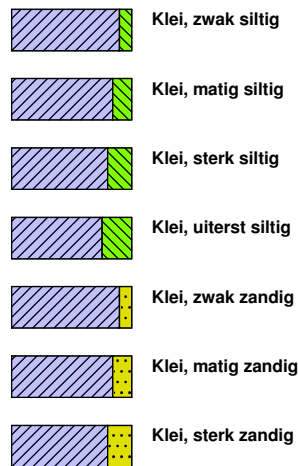 Klei, zwak siltig
Klei, matig siltig
Klei, sterk siltig
Klei, uiterst siltig
Klei, zwak zandig
Klei, matig zandig
Klei, sterk zandig